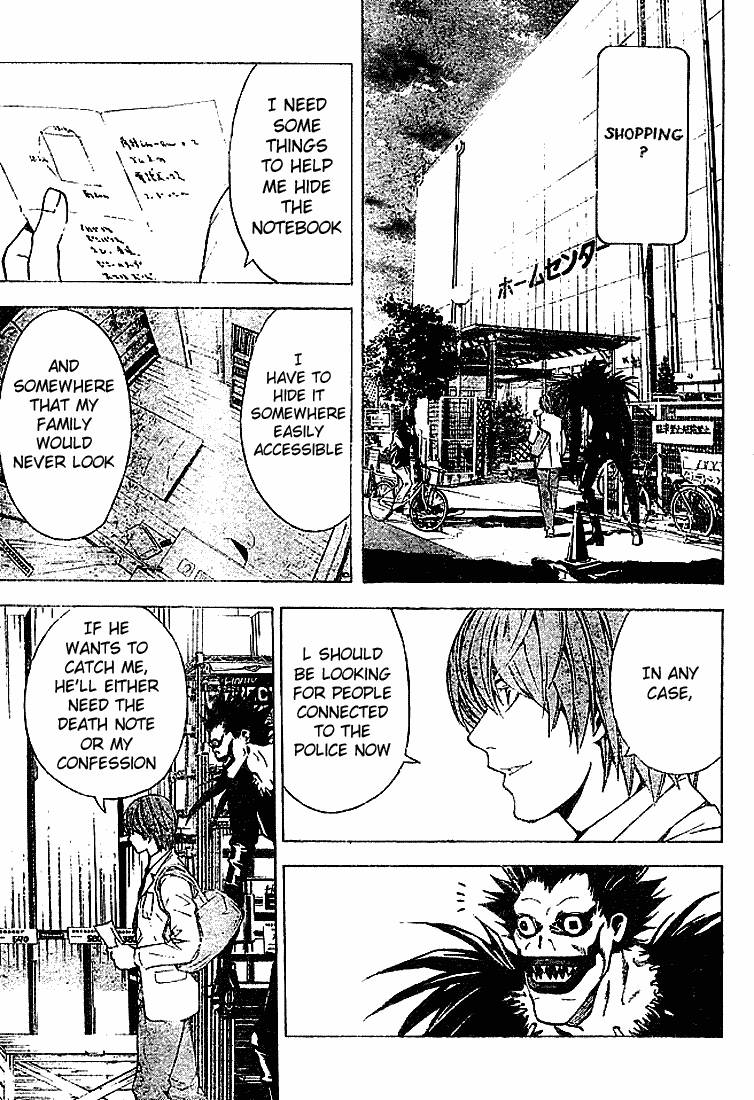 SHOPPING
?
ホームセンター
I NEED
SOME
THINGS
TO HELP
ME HIDE
THE
NOTEBOOK
I
HAVE TO
HIDE IT
SOMEWHERE
EASILY
ACCESSIBLE
AND
SOMEWHERE
THAT MY
FAMILY
WOULD
NEVER LOOK
IN ANY
CASE,
L SHOULD
BE LOOKING
FOR PEOPLE
CONNECTED
TO THE
POLICE NOW
IF HE
WANTS TO
CATCH ME,
HE'LL EITHER
NEED THE
DEATH NOTE
OR MY
CONFESSION